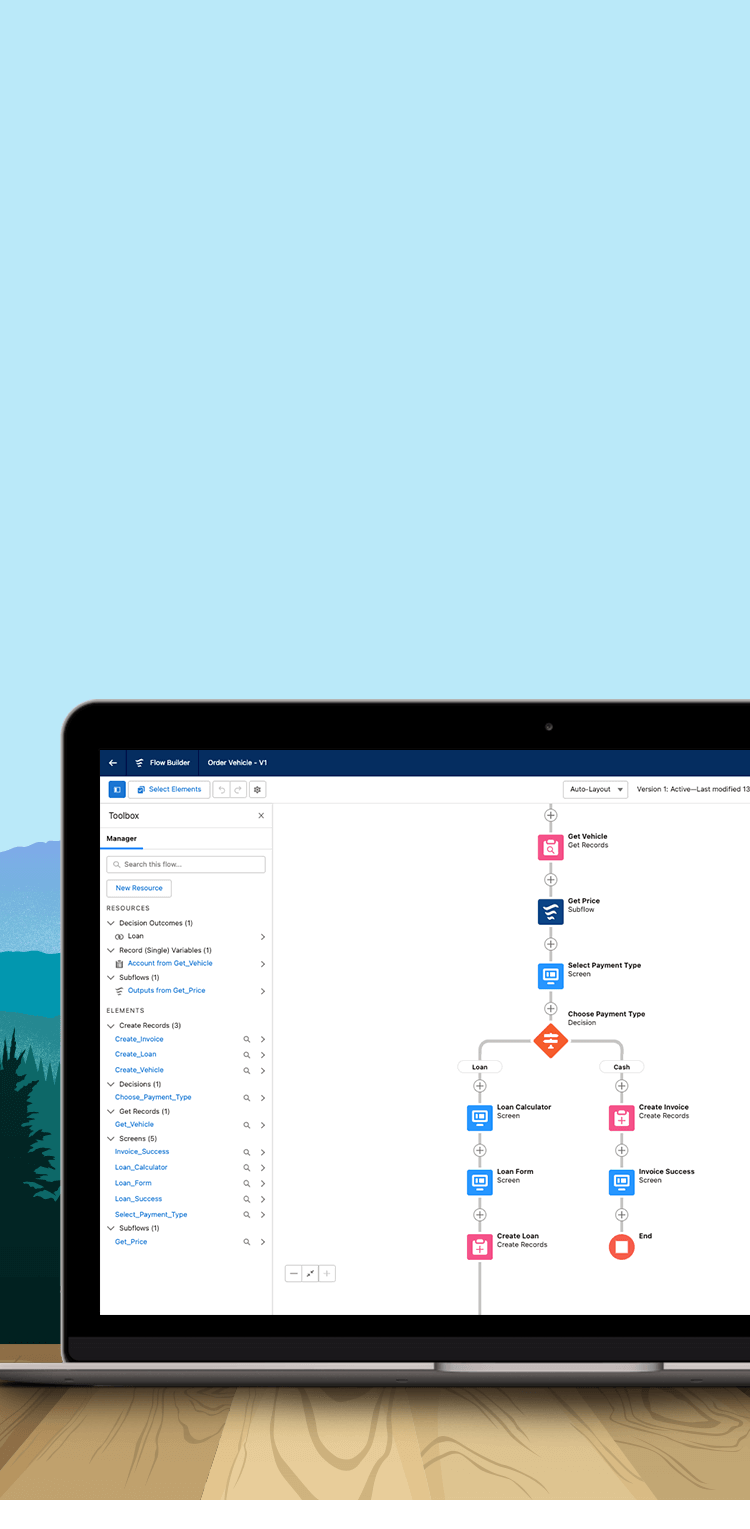 Flow Builder
Order Vehicle - V1
Select Elements
Auto-Layout
Version 1: Active—Last modified 13
Toolbox
Manager
Search this flow...
New Resource
RESOURCES
Decision Outcomes (1)
Loan
Record (Single) Variables (1)
Account from Get_Vehicle
Subflows (1)
Outputs from Get_Price
ELEMENTS
Create Records (3)
Create_Invoice
Create_Loan
Create_Vehicle
Decisions (1)
Choose_Payment_Type
Get Records (1)
Get_Vehicle
Screens (5)
Invoice_Success
Loan_Calculator
Loan_Form
Loan_Success
Select_Payment_Type
Subflows (1)
Get_Price
Get Vehicle
Get Records
Get Price
Subflow
Select Payment Type
Screen
Choose Payment Type
Decision
Loan
Cash
Loan Calculator
Screen
Create Invoice
Create Records
Loan Form
Screen
Invoice Success
Screen
Create Loan
Create Records
End